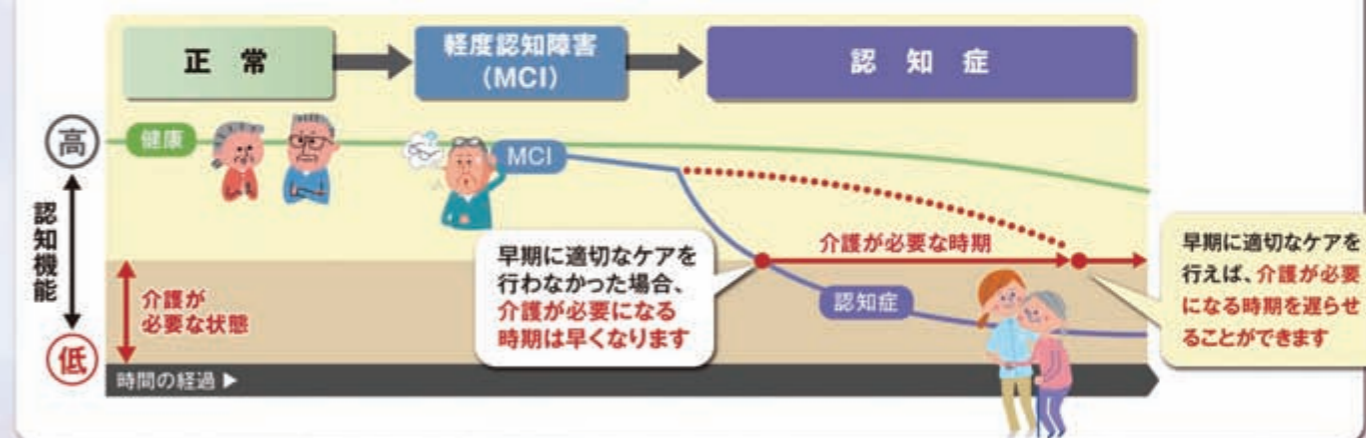 正常
軽度認知障害
(MCI)
認知症
高
認知機能
低
健康
MCI
介護が必要な時期
早期に適切なケアを
行わなかった場合、
介護が必要になる
時期は早くなります
認知症
早期に適切なケアを
行えば、介護が必要
になる時期を遅らせ
ることができます
介護が
必要な状態
時間の経過 ▶